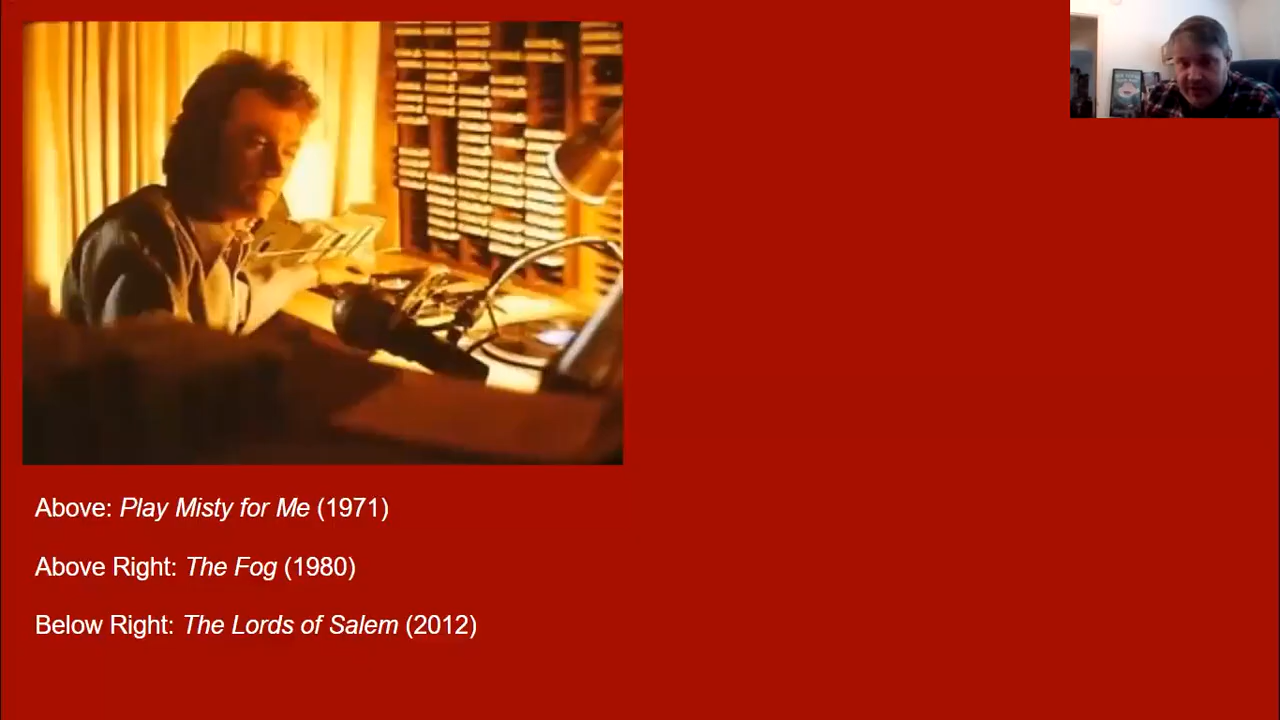 Above: Play Misty for Me (1971)
Above Right: The Fog (1980)
Below Right: The Lords of Salem (2012)